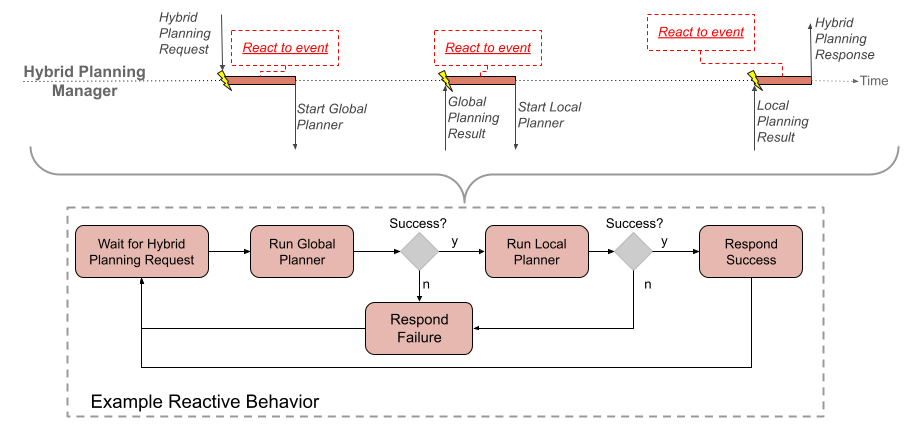 Hybrid
Planning
Request
React to event
React to event
React to event
Hybrid
Planning
Response
Hybrid Planning
Manager
Time
Start Global
Planner
Global
Planning
Result
Start Local
Planner
Local
Planning
Result
Success?
Success?
Wait for Hybrid
Planning Request
Run Global
Planner
y
Run Local
Planner
y
Respond
Success
n
n
Respond
Failure
Example Reactive Behavior